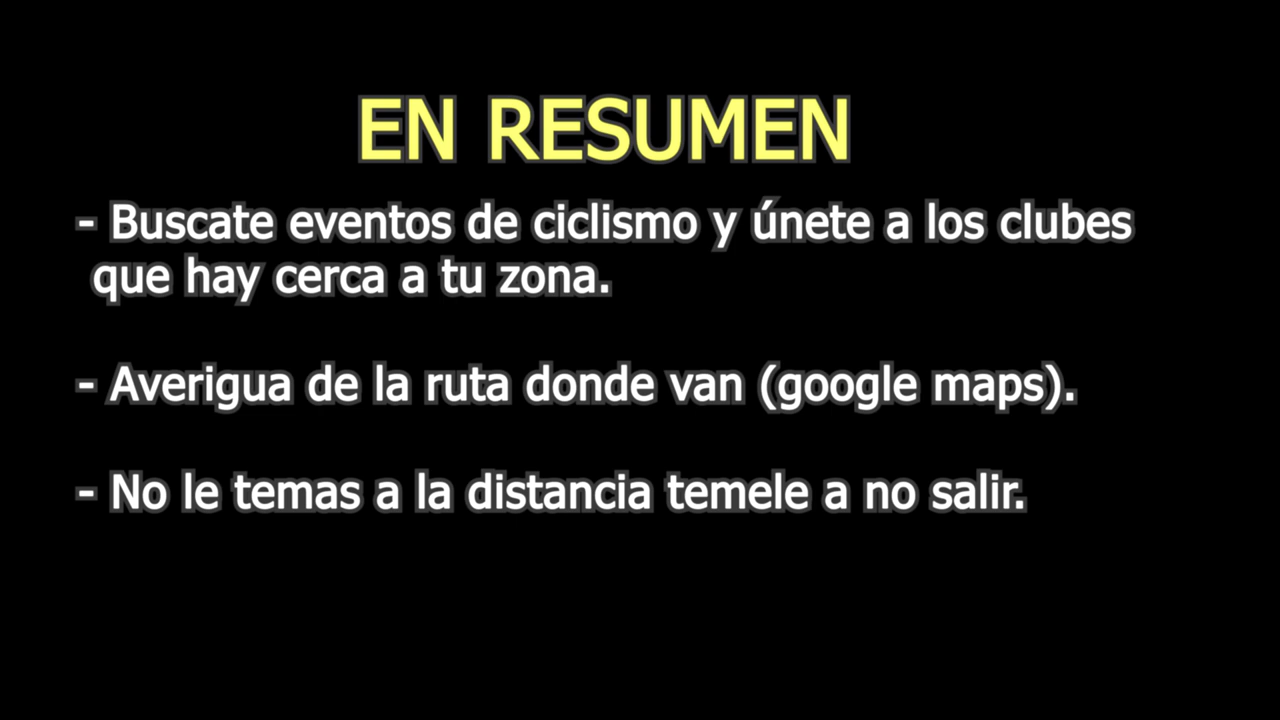 EN RESUMEN
- Buscate eventos de ciclismo y únete a los clubes
que hay cerca a tu zona.
- Averigua de la ruta donde van (google maps).
- No le temas a la distancia temele a no salir.